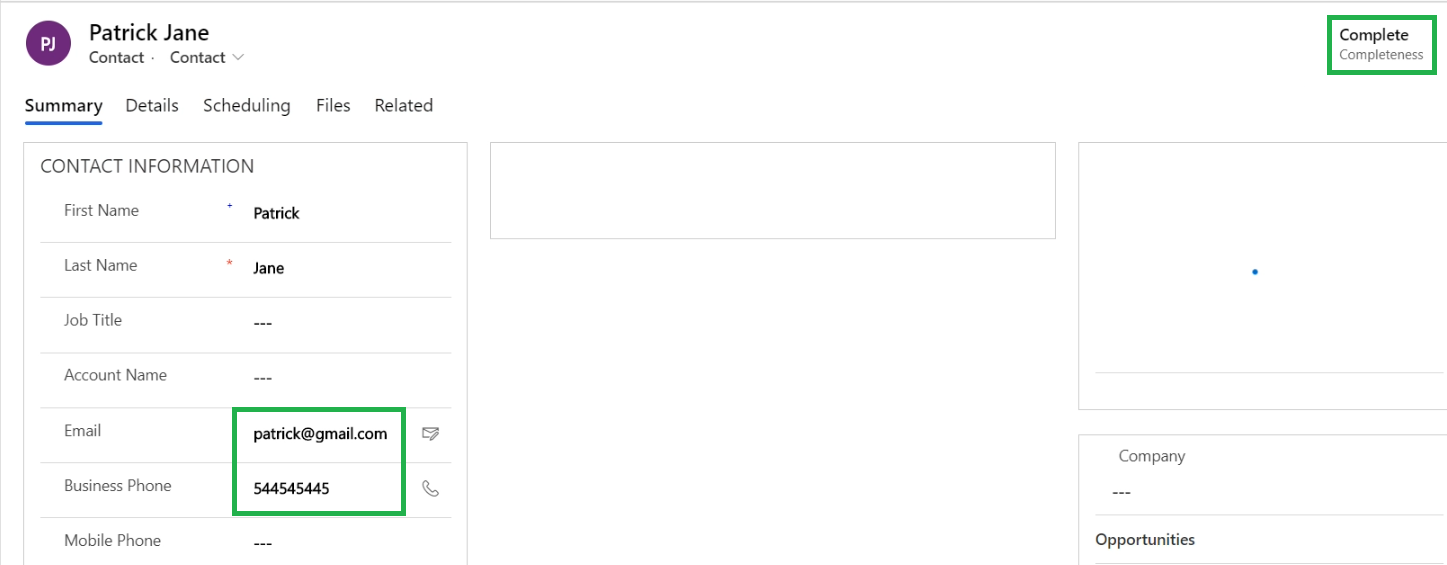 PJ
Patrick Jane
Contact · Contact
Complete
Completeness
Summary Details Scheduling Files Related
CONTACT INFORMATION
First Name + Patrick
Last Name * Jane
Job Title ---
Account Name ---
Email patrick@gmail.com
Business Phone 544545445
Mobile Phone ---
Company
---
Opportunities